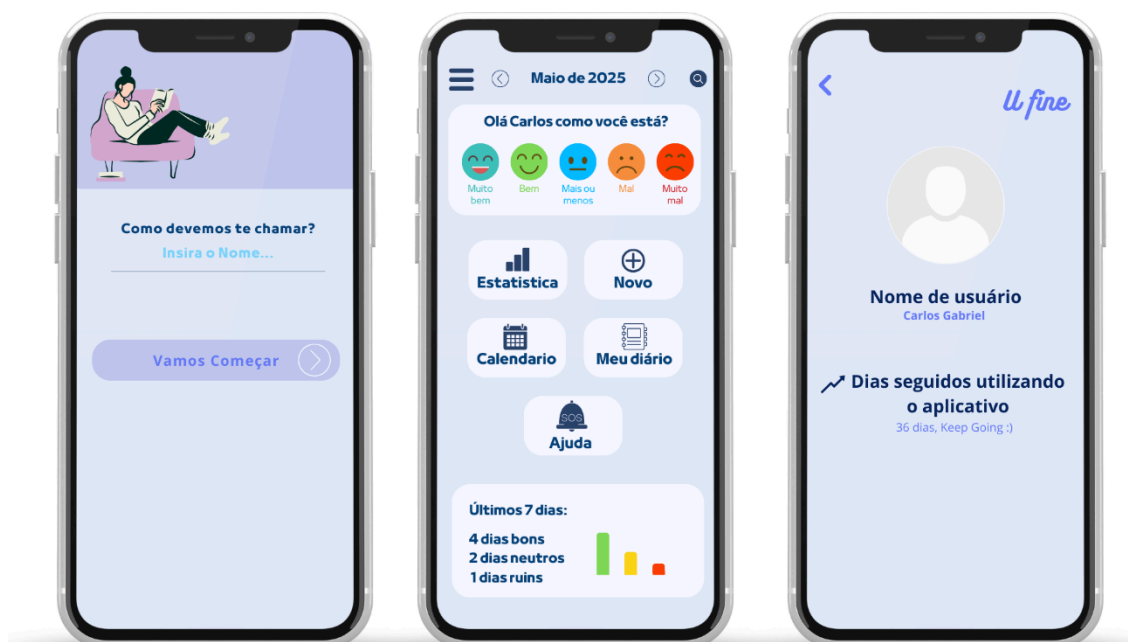 Como devemos te chamar?
Insira o Nome...
Vamos Começar
Maio de 2025
Olá Carlos como você está?
Muito bem
Bem
Mais ou menos
Mal
Muito mal
Estatistica
Novo
Calendario
Meu diário
SOS
Ajuda
Últimos 7 dias:
4 dias bons
2 dias neutros
1 dias ruins
U fine
Nome de usuário
Carlos Gabriel
Dias seguidos utilizando
o aplicativo
36 dias, Keep Going :)